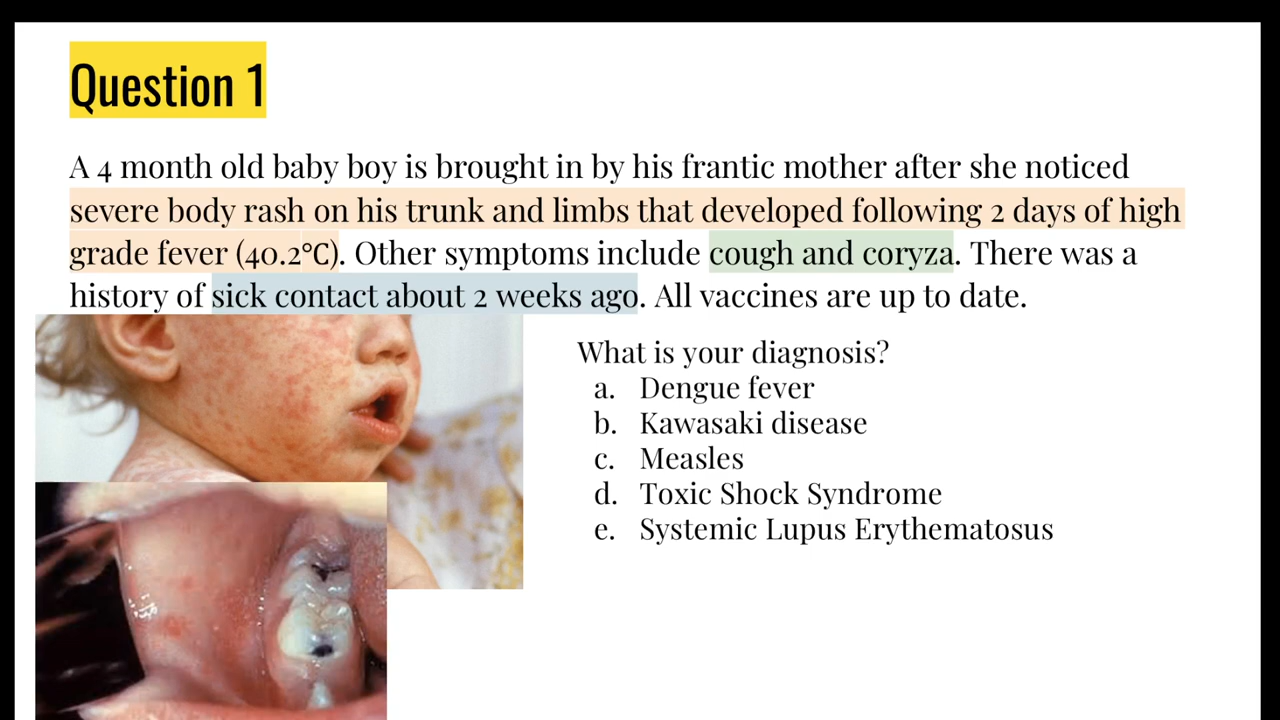 Question 1
A 4 month old baby boy is brought in by his frantic mother after she noticed
severe body rash on his trunk and limbs that developed following 2 days of high
grade fever (40.2°C). Other symptoms include cough and coryza. There was a
history of sick contact about 2 weeks ago. All vaccines are up to date.
What is your diagnosis?
a. Dengue fever
b. Kawasaki disease
c. Measles
d. Toxic Shock Syndrome
e. Systemic Lupus Erythematosus